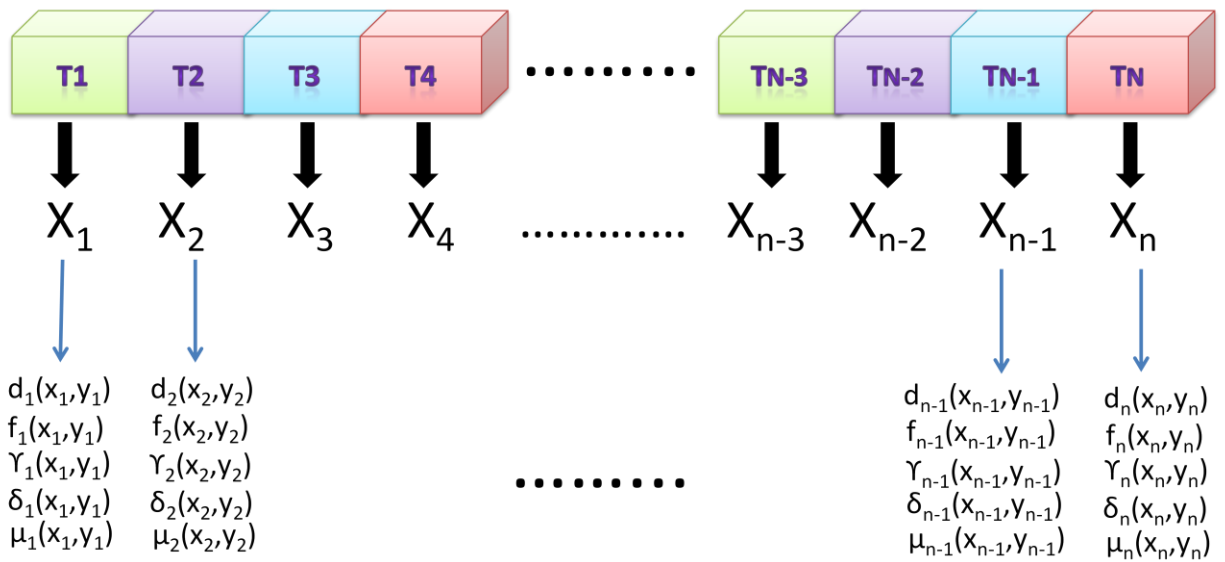 T1 T2 T3 T4 ......... TN-3 TN-2 TN-1 TN
X₁ X₂ X₃ X₄ ............. Xₙ₋₃ Xₙ₋₂ Xₙ₋₁ Xₙ
d₁(x₁,y₁) d₂(x₂,y₂) dₙ₋₁(xₙ₋₁,yₙ₋₁) dₙ(xₙ,yₙ)
f₁(x₁,y₁) f₂(x₂,y₂) fₙ₋₁(xₙ₋₁,yₙ₋₁) fₙ(xₙ,yₙ)
ϒ₁(x₁,y₁) ϒ₂(x₂,y₂) ......... ϒₙ₋₁(xₙ₋₁,yₙ₋₁) ϒₙ(xₙ,yₙ)
δ₁(x₁,y₁) δ₂(x₂,y₂) δₙ₋₁(xₙ₋₁,yₙ₋₁) δₙ(xₙ,yₙ)
μ₁(x₁,y₁) μ₂(x₂,y₂) μₙ₋₁(xₙ₋₁,yₙ₋₁) μₙ(xₙ,yₙ)